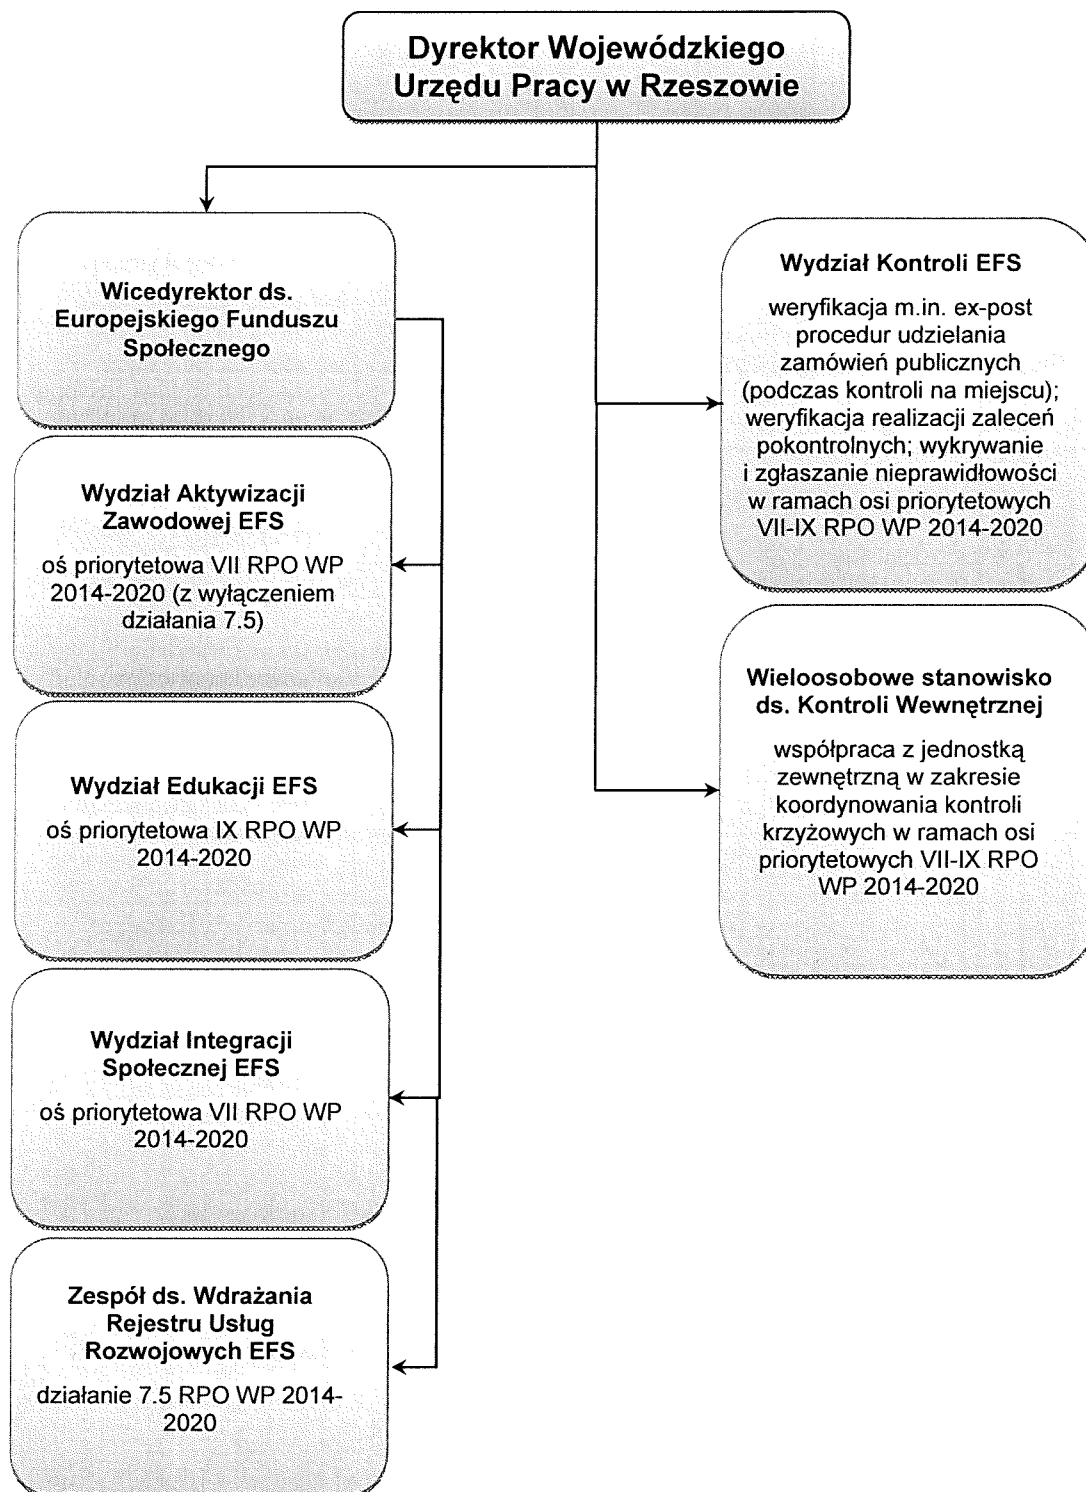 Dyrektor Wojewódzkiego
Urzędu Pracy w Rzeszowie
Wicedyrektor ds.
Europejskiego Funduszu
Społecznego
Wydział Aktywizacji
Zawodowej EFS
oś priorytetowa VII RPO WP
2014-2020 (z wyłączeniem
działania 7.5)
Wydział Edukacji EFS
oś priorytetowa IX RPO WP
2014-2020
Wydział Integracji
Społecznej EFS
oś priorytetowa VII RPO WP
2014-2020
Zespół ds. Wdrażania
Rejestru Usług
Rozwojowych EFS
działanie 7.5 RPO WP 2014-
2020
Wydział Kontroli EFS
weryfikacja m.in. ex-post
procedur udzielania
zamówień publicznych
(podczas kontroli na miejscu);
weryfikacja realizacji zaleceń
pokontrolnych; wykrywanie
i zgłaszanie nieprawidłowości
w ramach osi priorytetowych
VII-IX RPO WP 2014-2020
Wieloosobowe stanowisko
ds. Kontroli Wewnętrznej
współpraca z jednostką
zewnętrzną w zakresie
koordynowania kontroli
krzyżowych w ramach osi
priorytetowych VII-IX RPO
WP 2014-2020